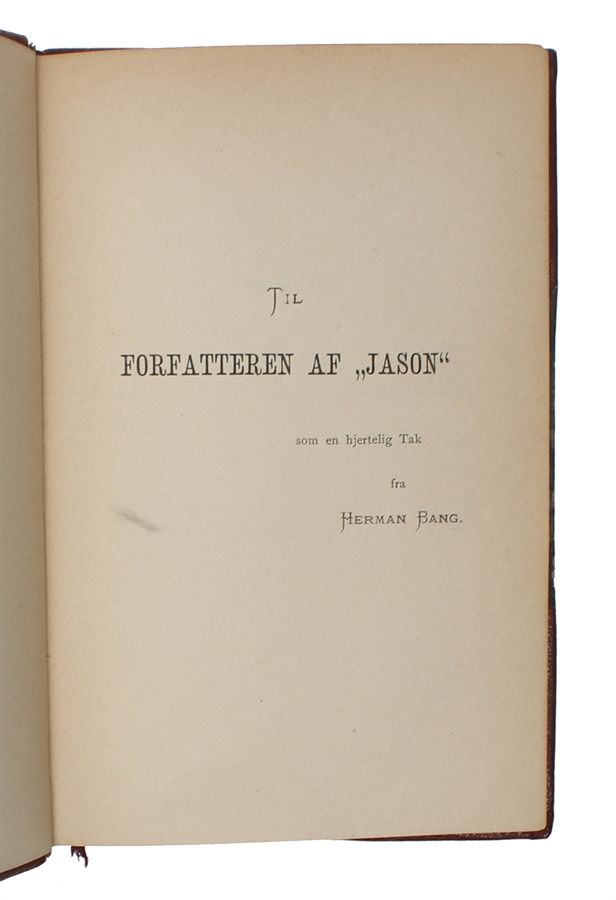 TIL
FORFATTEREN AF „JASON“
som en hjertelig Tak
fra
HERMAN BANG.